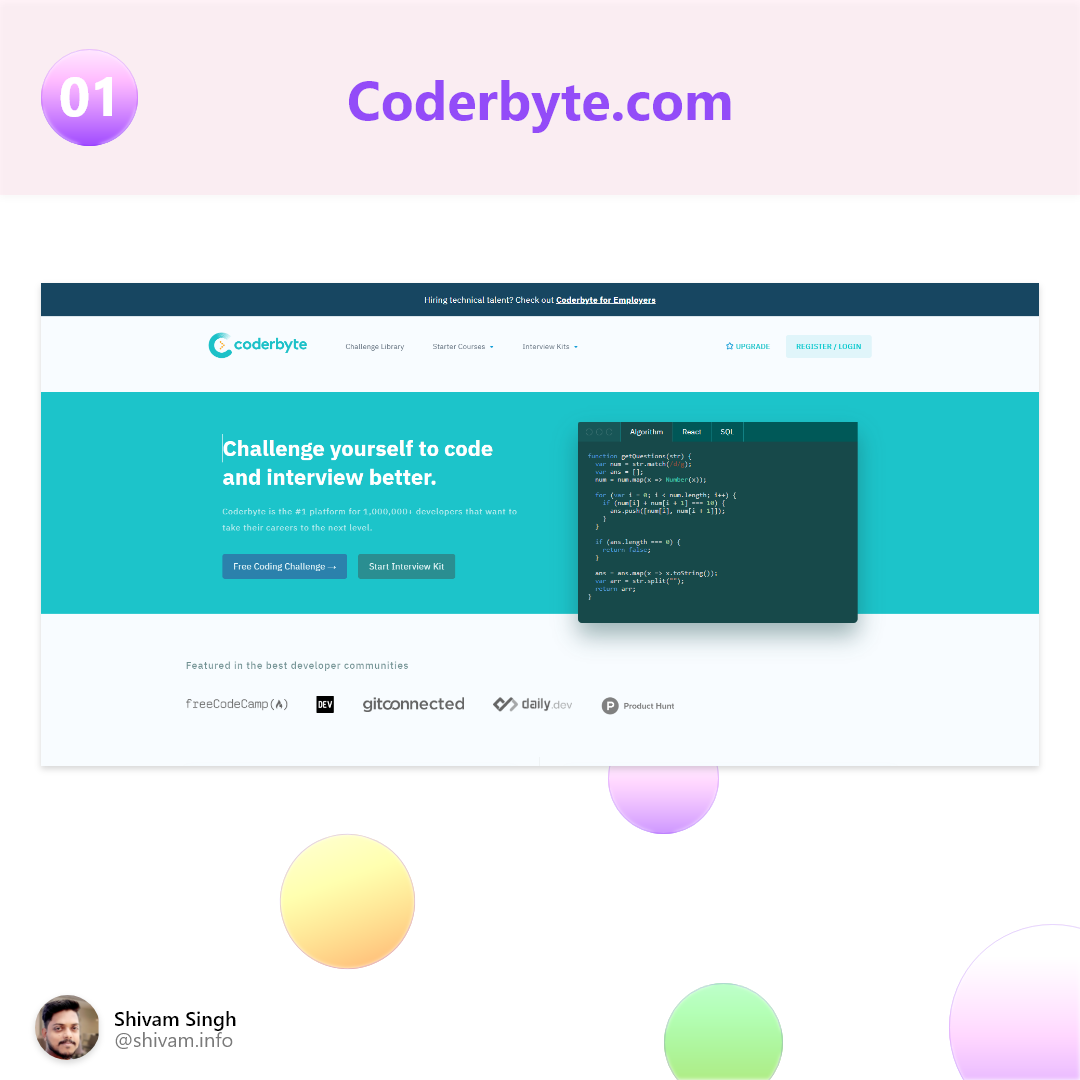 01
Coderbyte.com
Hiring technical talent? Check out Coderbyte for Employers
coderbyte
Challenge Library
Starter Courses
Interview Kits
UPGRADE
REGISTER / LOGIN
Challenge yourself to code
and interview better.
Coderbyte is the #1 platform for 1,000,000+ developers that want to
take their careers to the next level.
Free Coding Challenge →
Start Interview Kit
Algorithm
React
SQL
function getQuestions(str) {
var num = str.match(/\d/g);
var ans = [];
num = num.map(x => Number(x));
for (var i = 0; i < num.length; i++) {
if (num[i] + num[i + 1] === 10) {
ans.push([num[i], num[i + 1]]);
}
}
if (ans.length === 0) {
return false;
}
ans = ans.map(x => x.toString());
var arr = str.split("");
return arr;
}
Featured in the best developer communities
freeCodeCamp(🔥)
DEV
gitconnected
daily.dev
P Product Hunt
Shivam Singh
@shivam.info